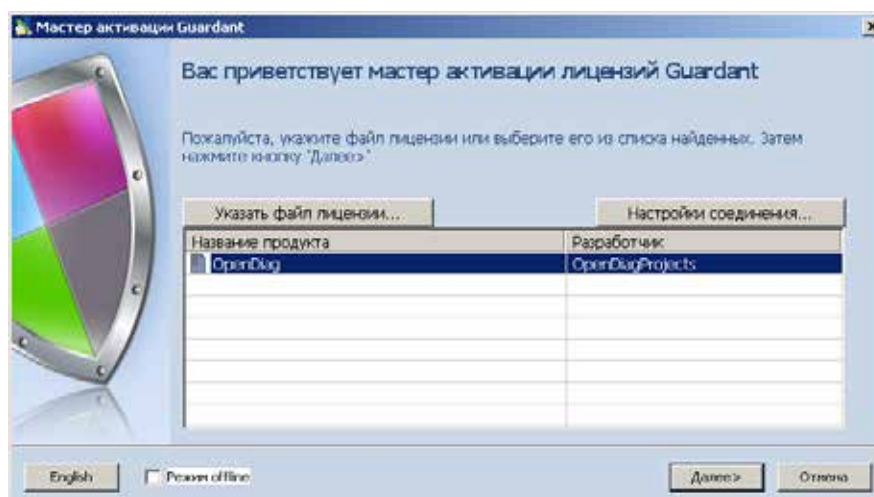 Мастер активации Guardant
Вас приветствует мастер активации лицензий Guardant
Пожалуйста, укажите файл лицензии или выберите его из списка найденных. Затем
нажмите кнопку "Далее>"
Указать файл лицензии... Настройки соединения...
Название продукта Разработчик
OpenDiag OpenDiagProjects
English Режим offline Далее> Отмена